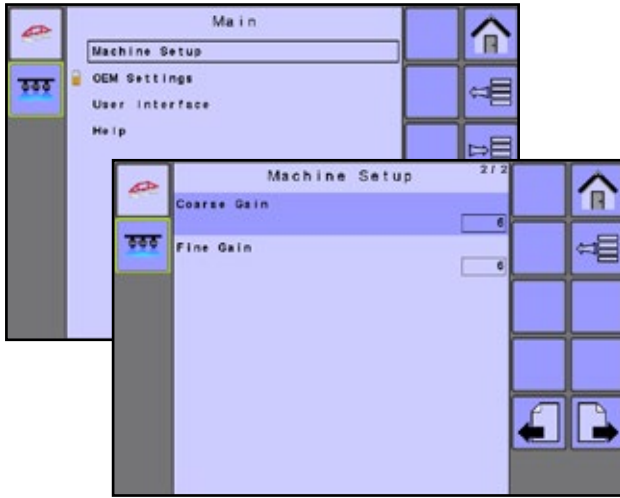 Main
Machine Setup
OEM Settings
User Interface
Help
Machine Setup
2/2
Coarse Gain
6
Fine Gain
6